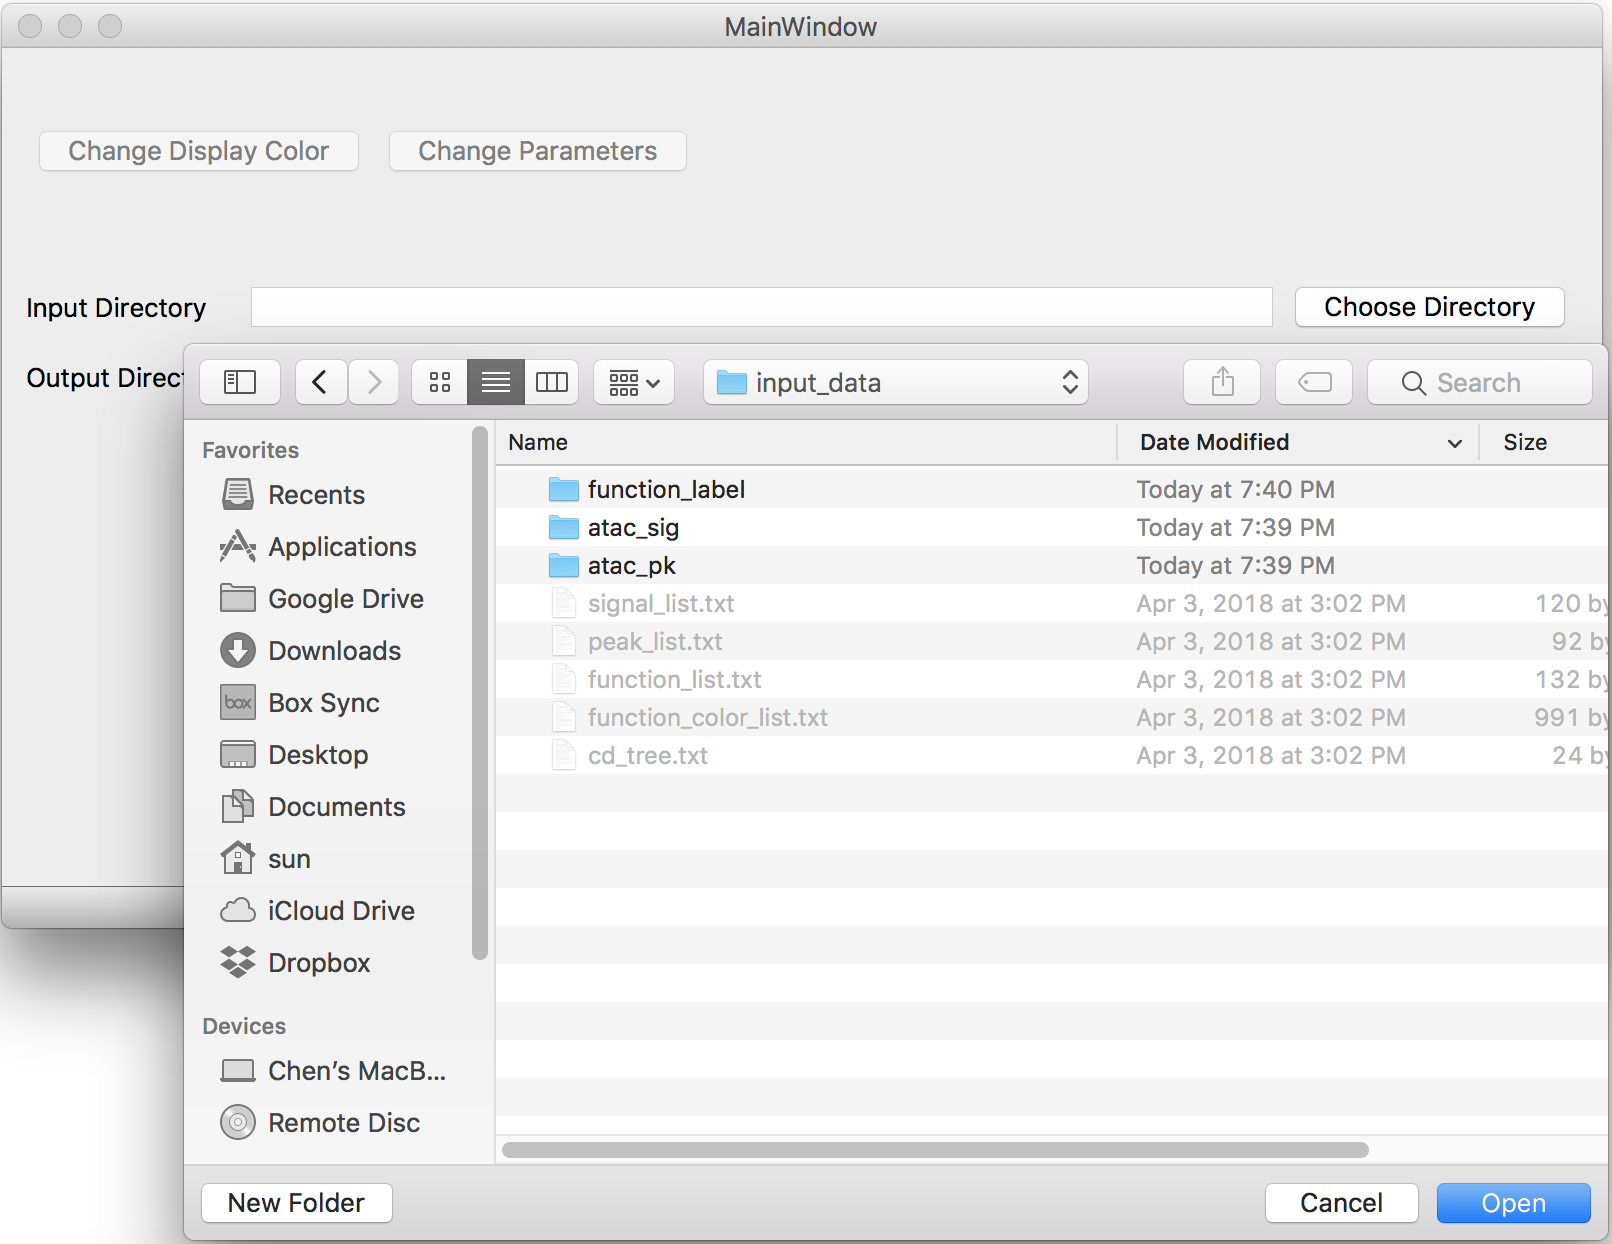 MainWindow
Change Display Color Change Parameters
Input Directory Choose Directory
Output Direct
input_data Search
Favorites
Recents
Applications
Google Drive
Downloads
box Box Sync
Desktop
Documents
sun
iCloud Drive
Dropbox
Devices
Chen's MacB...
Remote Disc
Name Date Modified Size
function_label Today at 7:40 PM
atac_sig Today at 7:39 PM
atac_pk Today at 7:39 PM
signal_list.txt Apr 3, 2018 at 3:02 PM 120 by
peak_list.txt Apr 3, 2018 at 3:02 PM 92 by
function_list.txt Apr 3, 2018 at 3:02 PM 132 by
function_color_list.txt Apr 3, 2018 at 3:02 PM 991 by
cd_tree.txt Apr 3, 2018 at 3:02 PM 24 by
New Folder Cancel Open